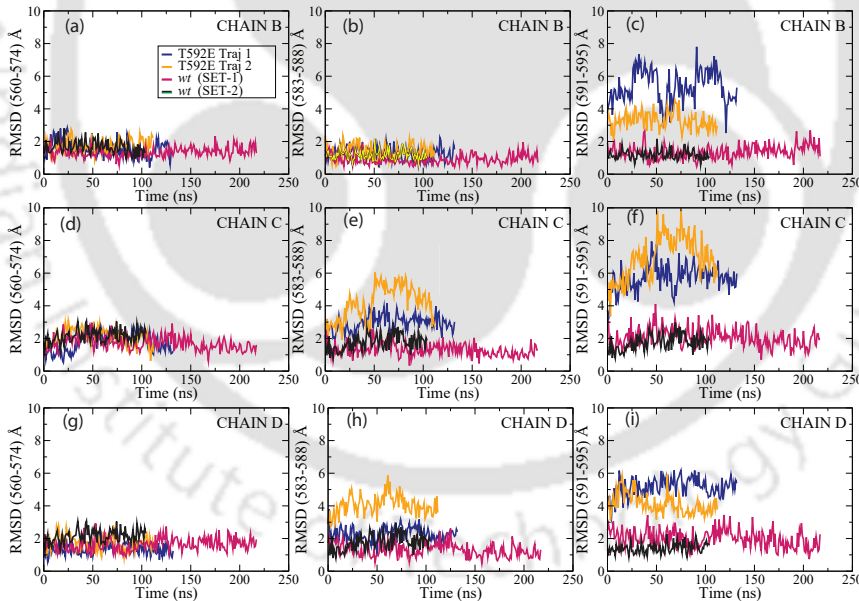 (a) CHAIN B
T592E Traj 1
T592E Traj 2
wt (SET-1)
wt (SET-2)
RMSD (560-574) Å
0 2 4 6 8 10
0 50 100 150 200 250
Time (ns)
(b) CHAIN B
RMSD (583-588) Å
0 2 4 6 8 10
0 50 100 150 200 250
Time (ns)
(c) CHAIN B
RMSD (591-595) Å
0 2 4 6 8 10
0 50 100 150 200 250
Time (ns)
(d) CHAIN C
RMSD (560-574) Å
0 2 4 6 8 10
0 50 100 150 200 250
Time (ns)
(e) CHAIN C
RMSD (583-588) Å
0 2 4 6 8 10
0 50 100 150 200 250
Time (ns)
(f) CHAIN C
RMSD (591-595) Å
0 2 4 6 8 10
0 50 100 150 200 250
Time (ns)
(g) CHAIN D
RMSD (560-574) Å
0 2 4 6 8 10
0 50 100 150 200 250
Time (ns)
(h) CHAIN D
RMSD (583-588) Å
0 2 4 6 8 10
0 50 100 150 200 250
Time (ns)
(i) CHAIN D
RMSD (591-595) Å
0 2 4 6 8 10
0 50 100 150 200 250
Time (ns)